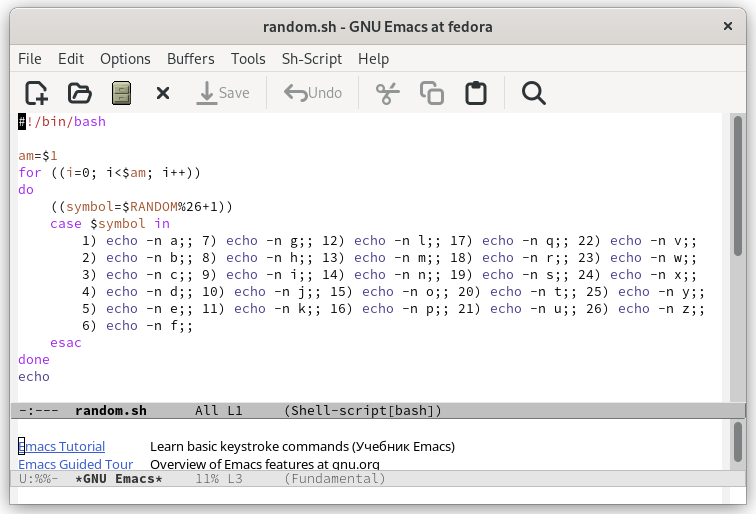 random.sh - GNU Emacs at fedora
File Edit Options Buffers Tools Sh-Script Help
Save Undo
#!/bin/bash
am=$1
for ((i=0; i<$am; i++))
do
((symbol=$RANDOM%26+1))
case $symbol in
1) echo -n a;; 7) echo -n g;; 12) echo -n l;; 17) echo -n q;; 22) echo -n v;;
2) echo -n b;; 8) echo -n h;; 13) echo -n m;; 18) echo -n r;; 23) echo -n w;;
3) echo -n c;; 9) echo -n i;; 14) echo -n n;; 19) echo -n s;; 24) echo -n x;;
4) echo -n d;; 10) echo -n j;; 15) echo -n o;; 20) echo -n t;; 25) echo -n y;;
5) echo -n e;; 11) echo -n k;; 16) echo -n p;; 21) echo -n u;; 26) echo -n z;;
6) echo -n f;;
esac
done
echo
-:--- random.sh All L1 (Shell-script[bash])
Emacs Tutorial Learn basic keystroke commands (Учебник Emacs)
Emacs Guided Tour Overview of Emacs features at gnu.org
U:%%- *GNU Emacs* 11% L3 (Fundamental)